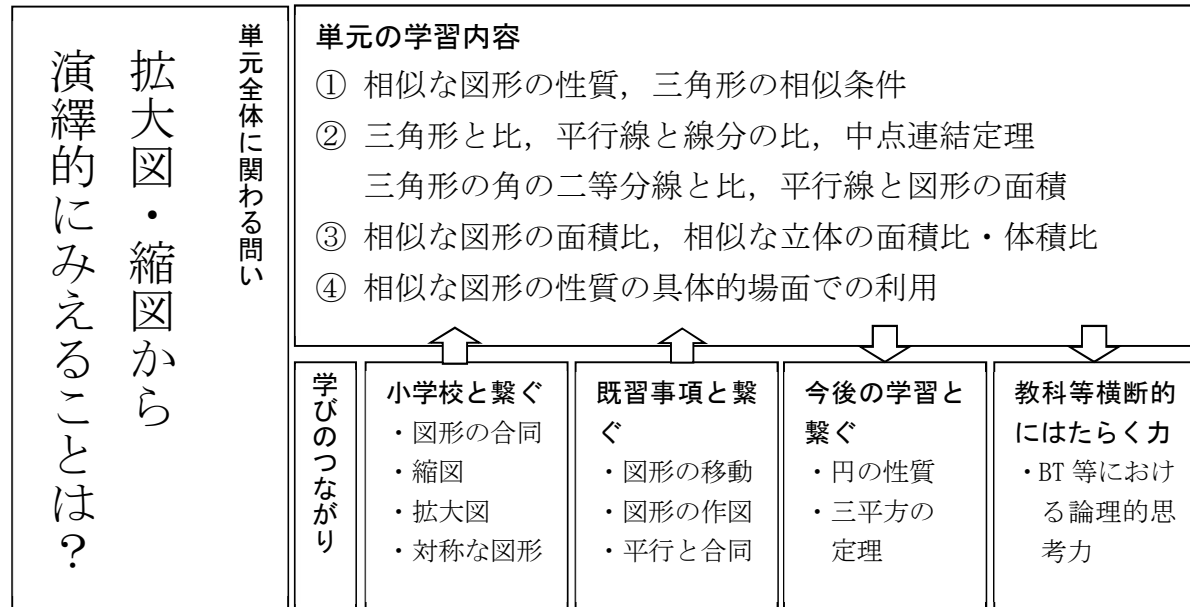 単元全体に関わる問い
拡大図・縮図から
演繹的にみえることは？
単元の学習内容
① 相似な図形の性質，三角形の相似条件
② 三角形と比，平行線と線分の比，中点連結定理
三角形の角の二等分線と比，平行線と図形の面積
③ 相似な図形の面積比，相似な立体の面積比・体積比
④ 相似な図形の性質の具体的場面での利用
学びのつながり
小学校と繋ぐ
・図形の合同
・縮図
・拡大図
・対称な図形
既習事項と繋
ぐ
・図形の移動
・図形の作図
・平行と合同
今後の学習と
繋ぐ
・円の性質
・三平方の
定理
教科等横断的
にはたらく力
・BT 等におけ
る論理的思
考力